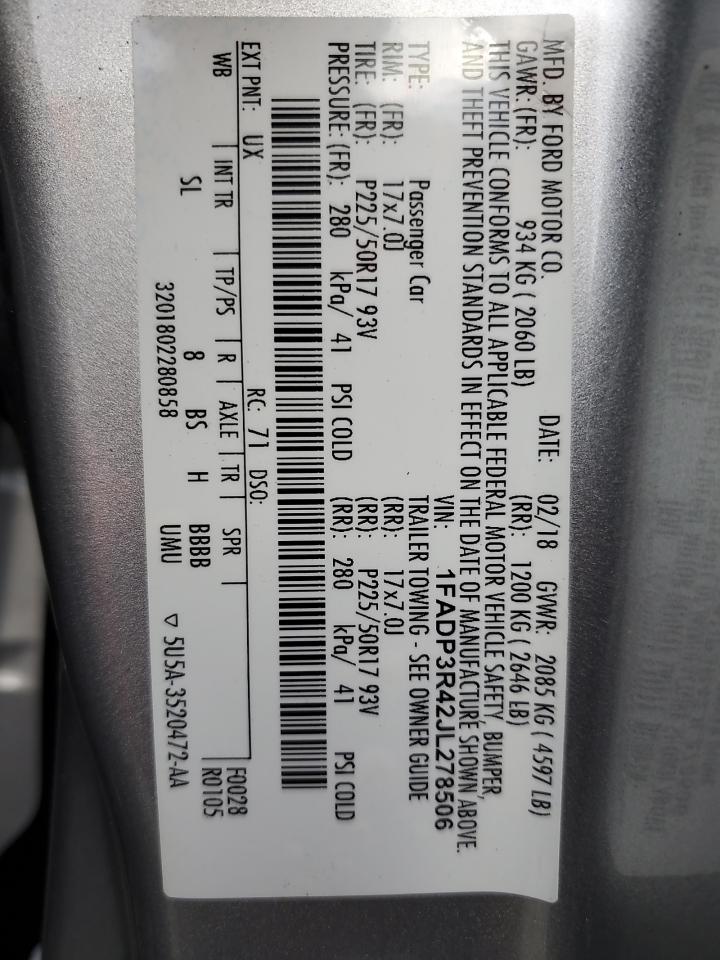 MFD. BY FORD MOTOR CO. DATE: 02/18 GVWR: 2085 KG ( 4597 LB)
GAWR: (FR): 934 KG ( 2060 LB) (RR): 1200 KG ( 2646 LB)
THIS VEHICLE CONFORMS TO ALL APPLICABLE FEDERAL MOTOR VEHICLE SAFETY, BUMPER,
AND THEFT PREVENTION STANDARDS IN EFFECT ON THE DATE OF MANUFACTURE SHOWN ABOVE.
VIN: 1FADP3R42JL278506
TYPE: Passenger Car TRAILER TOWING - SEE OWNER GUIDE
RIM: (FR): 17x7.0J (RR): 17x7.0J
TIRE: (FR): P225/50R17 93V (RR): P225/50R17 93V
PRESSURE: (FR): 280 kPa/ 41 PSI COLD (RR): 280 kPa/ 41 PSI COLD
EXT PNT: UX RC: 71 DSO:
WB INT TR TP/PS R AXLE TR SPR F0028
SL 8 BS H BBBB R0105
UMU
3201802280858 ▽ 5U5A-3520472-AA